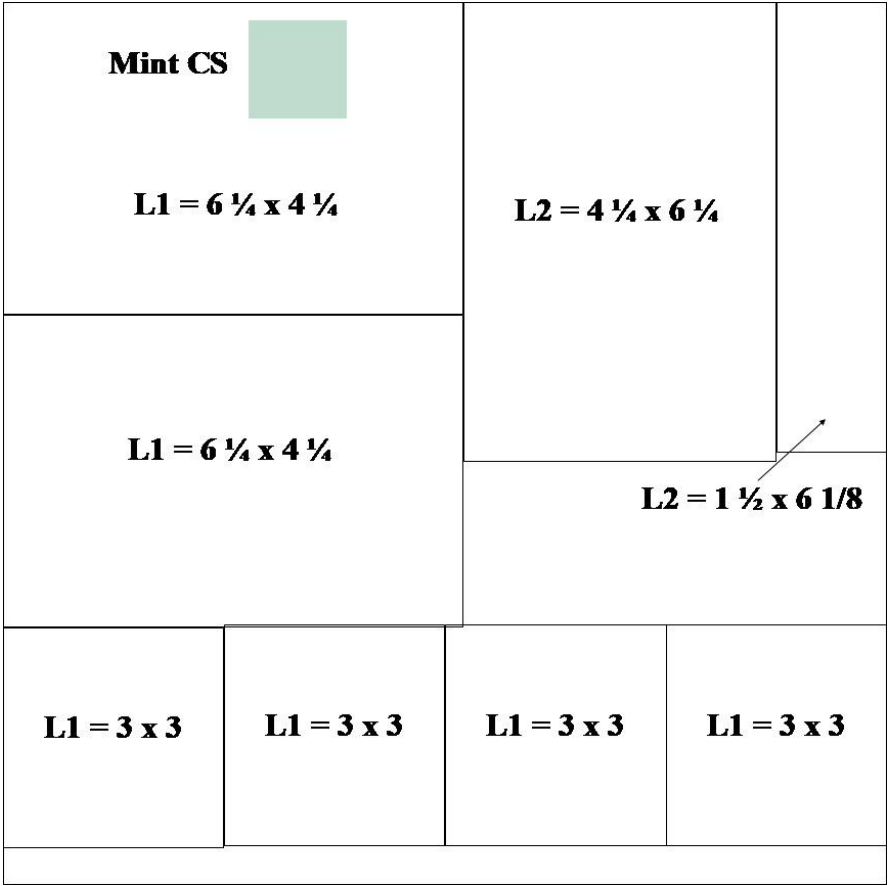 Mint CS
L1 = 6 ¼ x 4 ¼
L2 = 4 ¼ x 6 ¼
L1 = 6 ¼ x 4 ¼
L2 = 1 ½ x 6 1/8
L1 = 3 x 3
L1 = 3 x 3
L1 = 3 x 3
L1 = 3 x 3